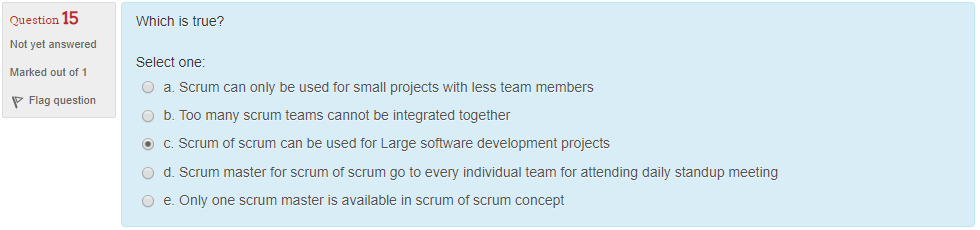 Question 15
Not yet answered
Marked out of 1
Flag question
Which is true?
Select one:
a. Scrum can only be used for small projects with less team members
b. Too many scrum teams cannot be integrated together
c. Scrum of scrum can be used for Large software development projects
d. Scrum master for scrum of scrum go to every individual team for attending daily standup meeting
e. Only one scrum master is available in scrum of scrum concept